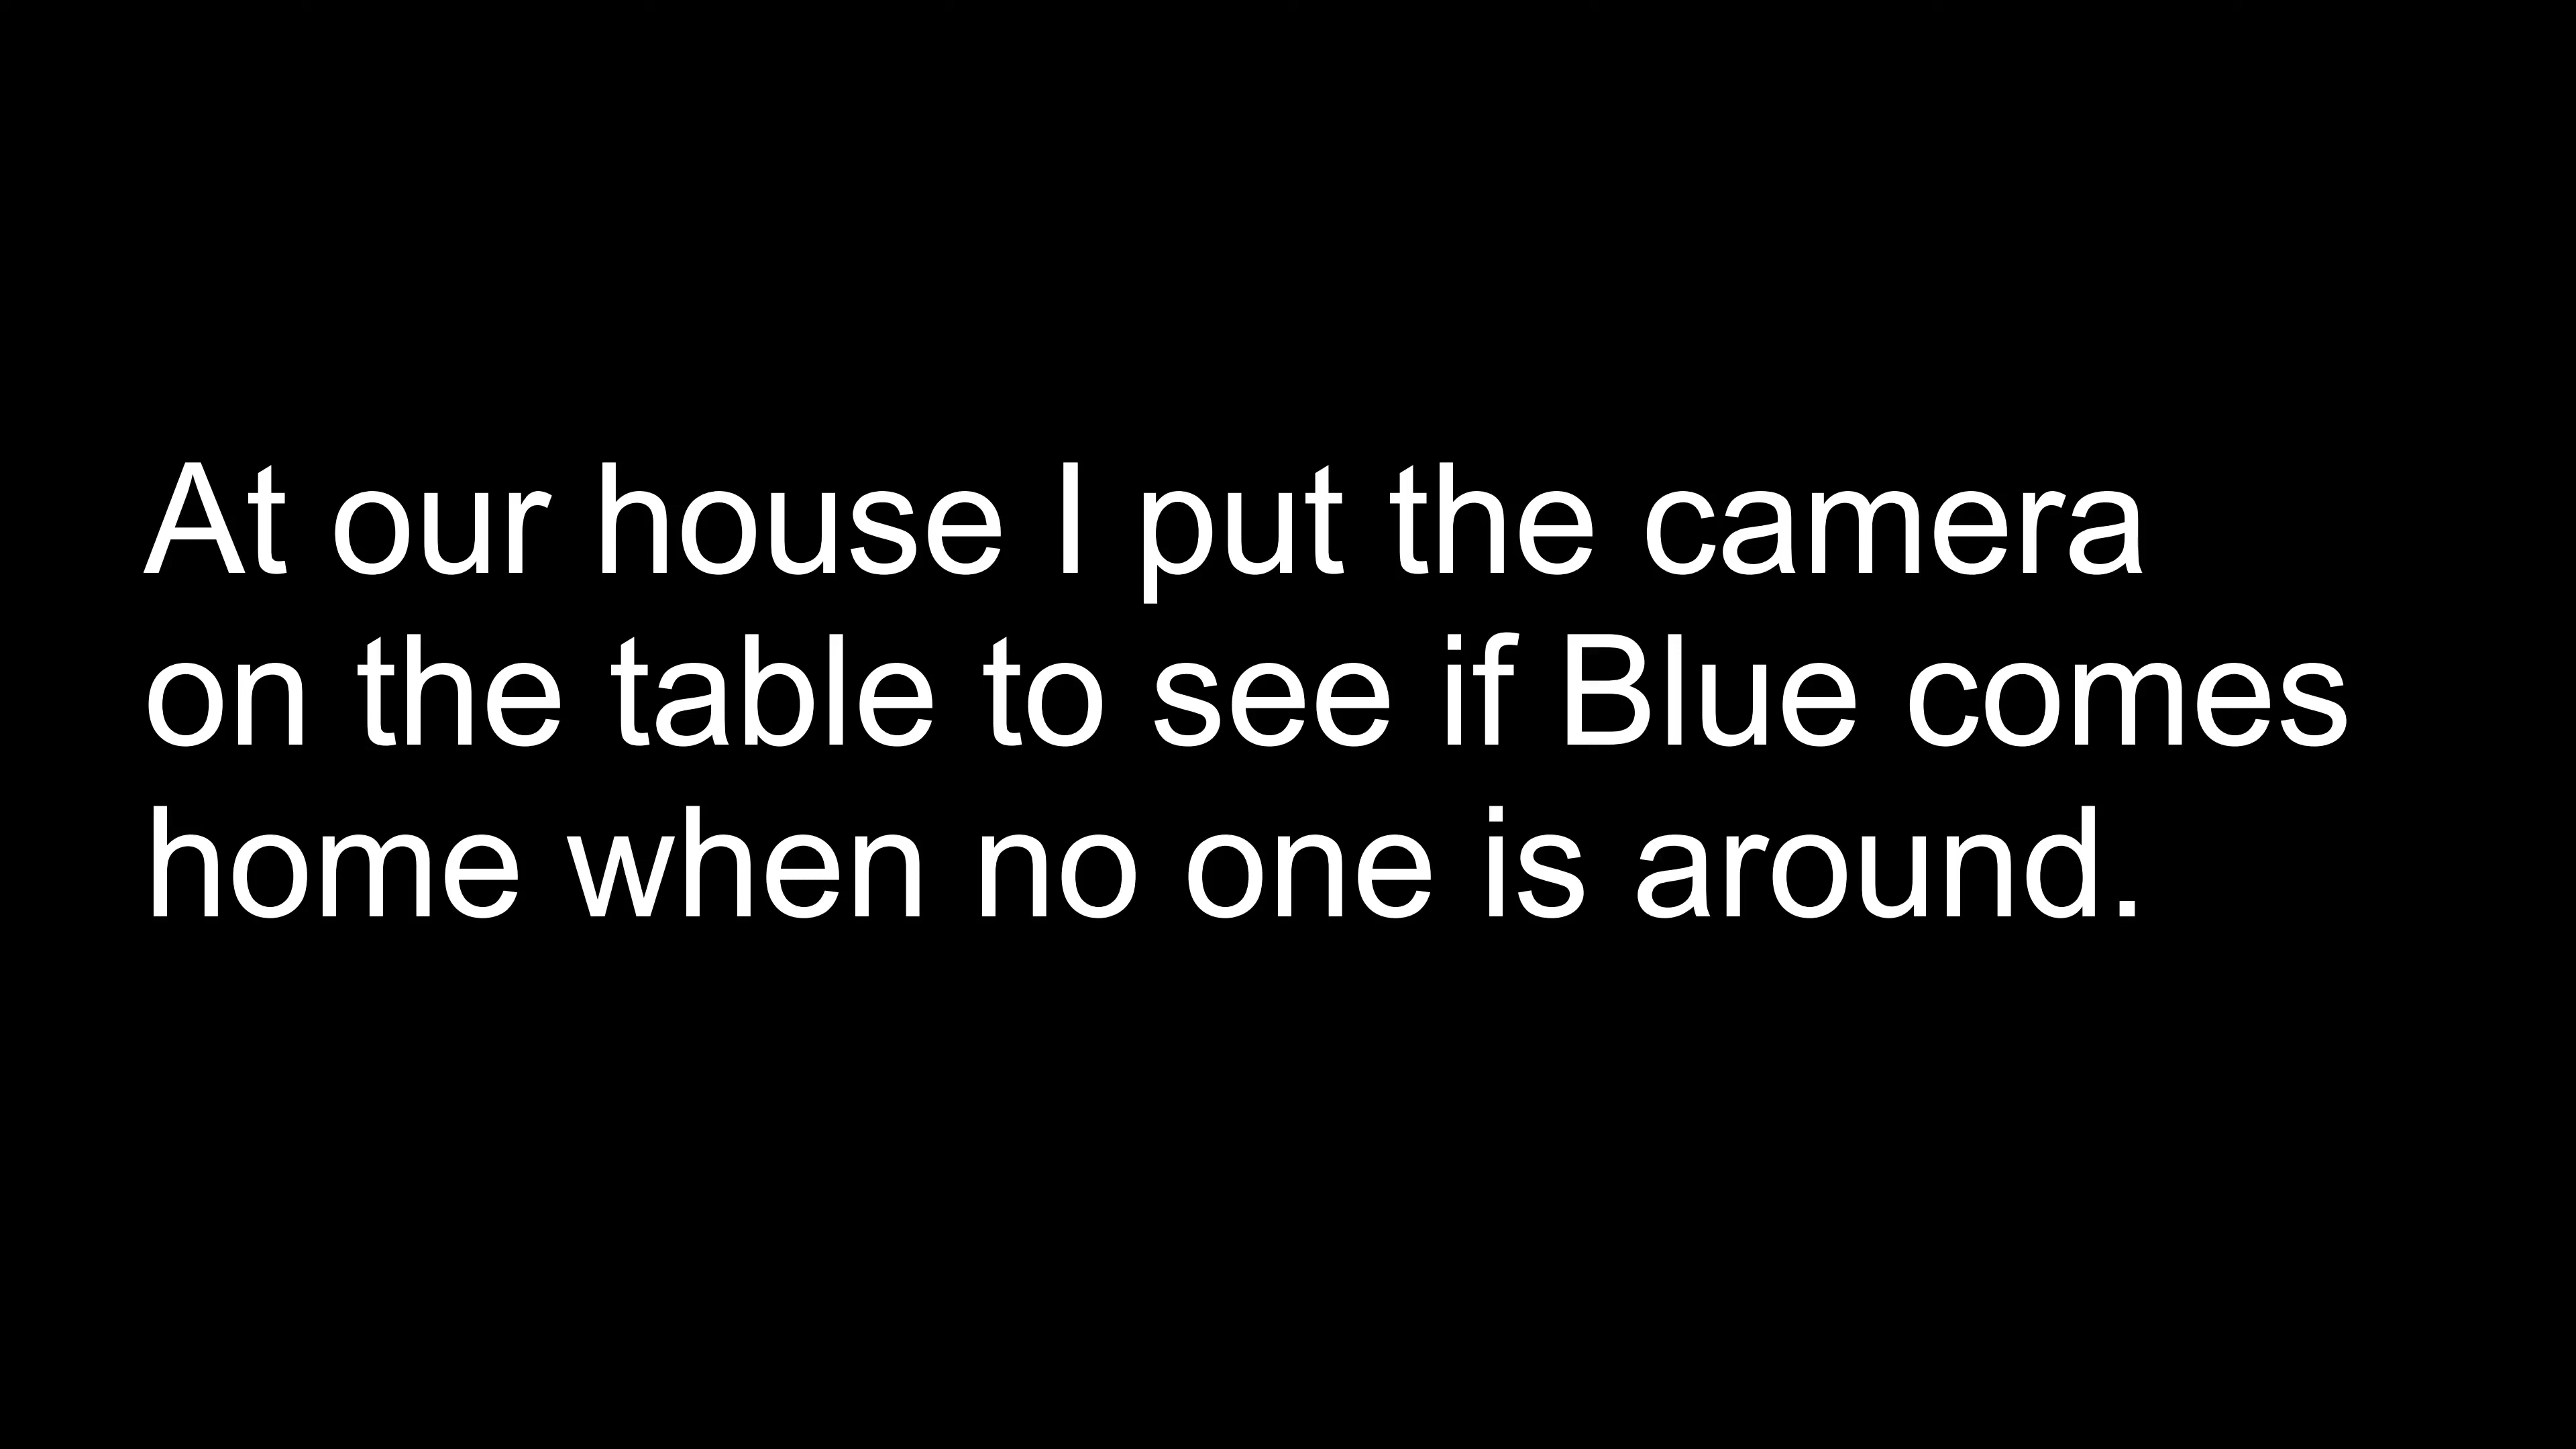 At our house I put the camera
on the table to see if Blue comes
home when no one is around.